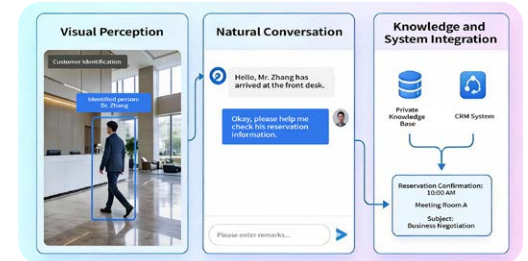 Visual Perception
Customer Identification
Identified person:
Dr. Zhang
Natural Conversation
Hello, Mr. Zhang has
arrived at the front desk.
Okay, please help me
check his reservation
information.
Please enter remarks...
Knowledge and
System Integration
Private
Knowledge
Base
CRM System
Reservation Confirmation:
10:00 AM
Meeting Room A
Subject:
Business Negotiation